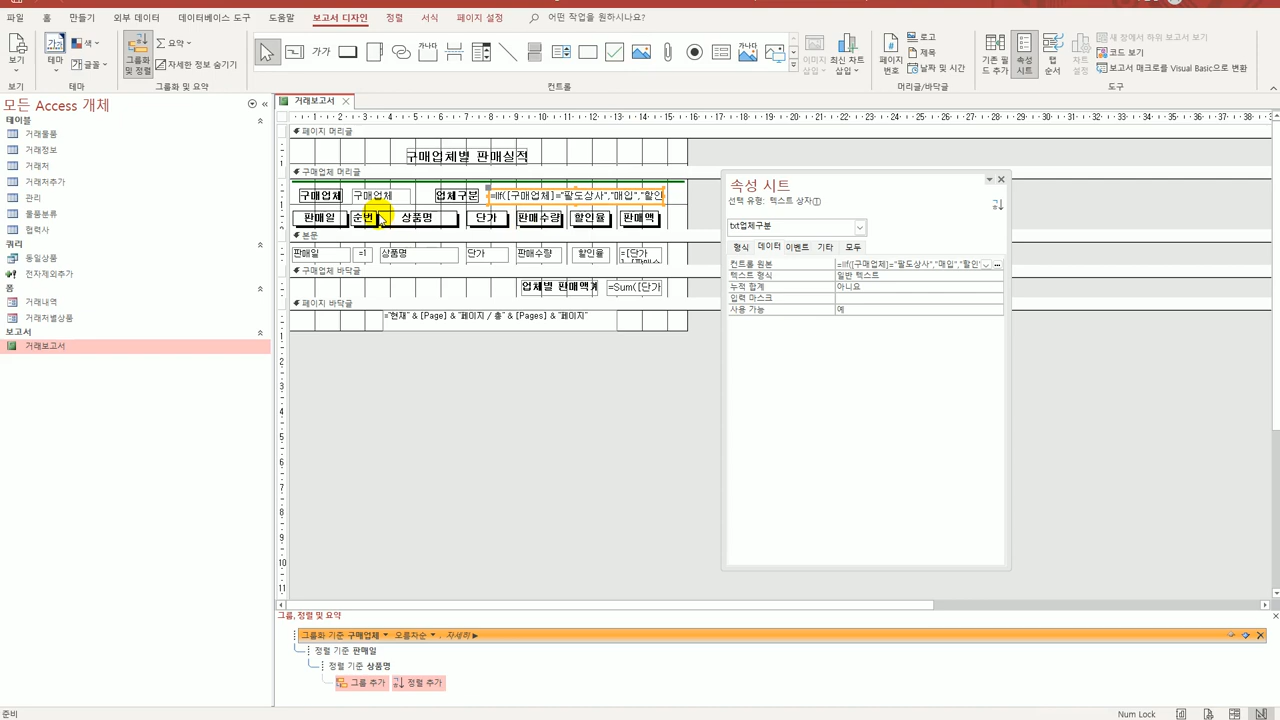 파일 홈 만들기 외부 데이터 데이터베이스 도구 도움말 보고서 디자인 정렬 서식 페이지 설정 어떤 작업을 원하시나요?
보기 테마 색 글꼴 그룹화 및 정렬 요약 자세한 정보 숨기기 가가 가나다 가나다 이미지 삽입 최신 차트 삽입 페이지 번호 로고 제목 날짜 및 시간 기존 필드 추가 속성 시트 탭 순서 차트 설정 새 창에서 하위 보고서 보기 코드 보기 보고서 매크로를 Visual Basic으로 변환
보기 테마 그룹화 및 요약 컨트롤 머리글/바닥글 도구
모든 Access 개체
테이블
거래물품
거래정보
거래처
거래처추가
관리
물품분류
협력사
쿼리
동일상품
전자제외추가
폼
거래내역
거래처별상품
보고서
거래보고서
거래보고서
페이지 머리글
구매업체별 판매실적
구매업체 머리글
구매업체 구매업체 업체구분 =IIf([구매업체]="팔도상사","매입","할인
판매일 순번 상품명 단가 판매수량 할인율 판매액
본문
판매일 =1 상품명 단가 판매수량 할인율 =[단가
구매업체 바닥글
업체별 판매액계 =Sum([단가
페이지 바닥글
="현재" & [Page] & "페이지 / 총" & [Pages] & "페이지"
속성 시트
선택 유형: 텍스트 상자(I)
txt업체구분
형식 데이터 이벤트 기타 모두
컨트롤 원본 =IIf([구매업체]="팔도상사","매입","할인"
텍스트 형식 일반 텍스트
누적 합계 아니요
입력 마스크
사용 가능 예
그룹, 정렬 및 요약
그룹화 기준 구매업체 오름차순 , 자세히
정렬 기준 판매일
정렬 기준 상품명
그룹 추가 정렬 추가
준비 Num Lock